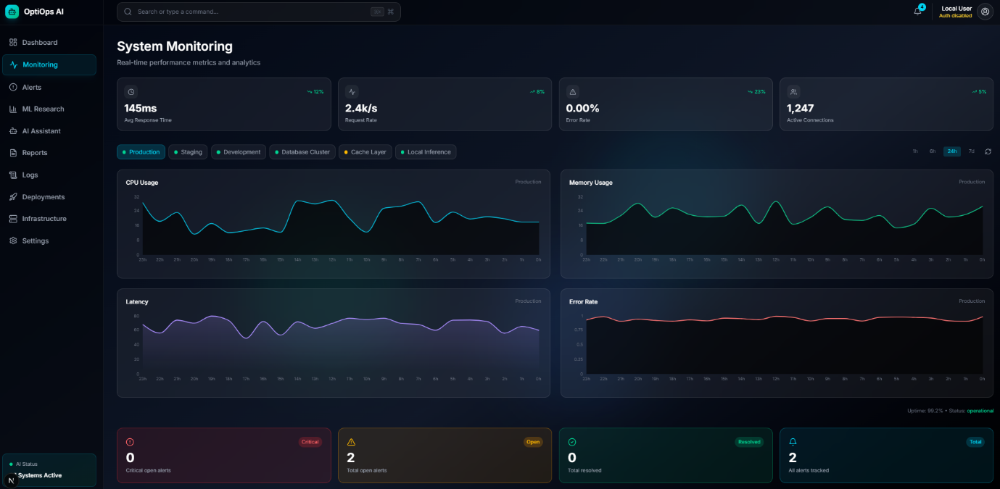 OptiOps AI
Search or type a command...
⌘K ⌘
4
Local User
Auth disabled
Dashboard
Monitoring
Alerts
ML Research
AI Assistant
Reports
Logs
Deployments
Infrastructure
Settings
AI Status
Systems Active
N
System Monitoring
Real-time performance metrics and analytics
12%
145ms
Avg Response Time
8%
2.4k/s
Request Rate
23%
0.00%
Error Rate
5%
1,247
Active Connections
Production Staging Development Database Cluster Cache Layer Local Inference
1h 6h 24h 7d
CPU Usage Production
32
24
16
8
0
23h 22h 21h 20h 19h 18h 17h 16h 15h 14h 13h 12h 11h 10h 9h 8h 7h 6h 5h 4h 3h 2h 1h 0h
Memory Usage Production
32
24
16
8
0
23h 22h 21h 20h 19h 18h 17h 16h 15h 14h 13h 12h 11h 10h 9h 8h 7h 6h 5h 4h 3h 2h 1h 0h
Latency Production
80
60
40
20
0
23h 22h 21h 20h 19h 18h 17h 16h 15h 14h 13h 12h 11h 10h 9h 8h 7h 6h 5h 4h 3h 2h 1h 0h
Error Rate Production
1
0.75
0.5
0.25
0
23h 22h 21h 20h 19h 18h 17h 16h 15h 14h 13h 12h 11h 10h 9h 8h 7h 6h 5h 4h 3h 2h 1h 0h
Uptime: 99.2% • Status: operational
Critical
0
Critical open alerts
Open
2
Total open alerts
Resolved
0
Total resolved
Total
2
All alerts tracked